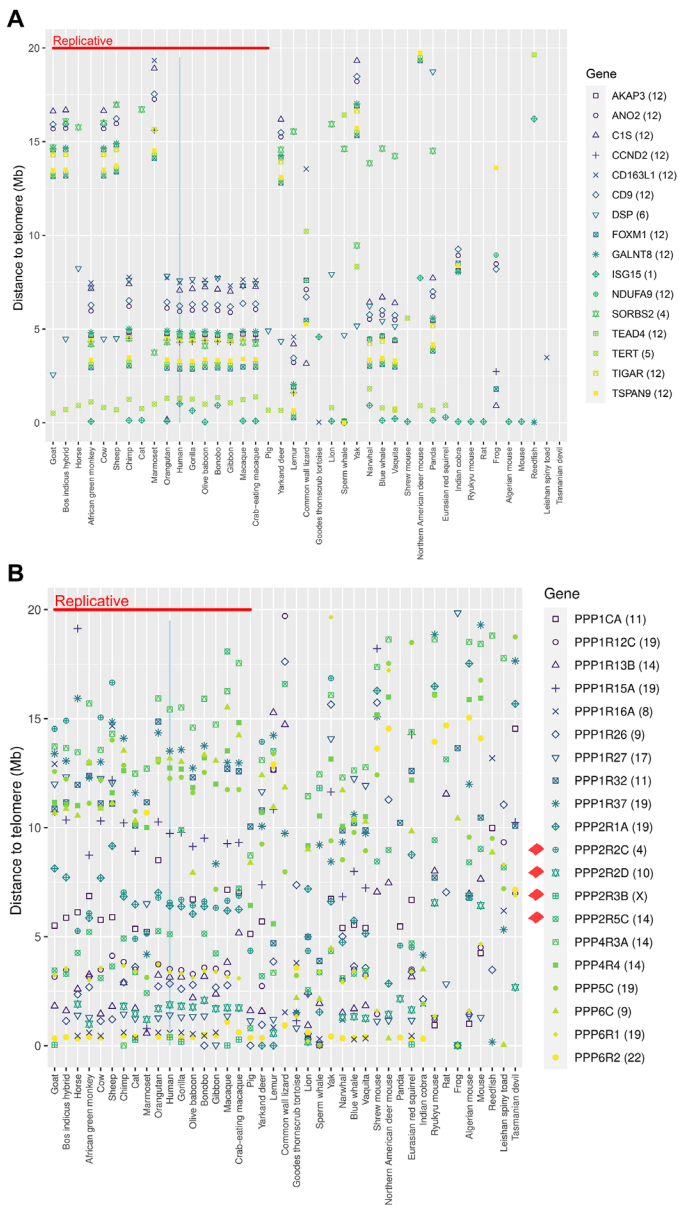 A
Replicative
20
15
10
5
0
Distance to telomere (Mb)
Goat
Bos indicus hybrid
Horse
African green monkey
Cow
Sheep
Chimp
Cat
Marmoset
Orangutan
Human
Gorilla
Olive baboon
Bonobo
Gibbon
Macaque
Crab-eating macaque
Pig
Yarkand deer
Lemur
Common wall lizard
Goodes thornscrub tortoise
Lion
Sperm whale
Yak
Narwhal
Blue whale
Vaquita
Shrew mouse
Northern American deer mouse
Panda
Eurasian red squirrel
Indian cobra
Ryukyu mouse
Rat
Frog
Algerian mouse
Mouse
Reedfish
Leishan spiny toad
Tasmanian devil
Gene
AKAP3 (12)
ANO2 (12)
C1S (12)
CCND2 (12)
CD163L1 (12)
CD9 (12)
DSP (6)
FOXM1 (12)
GALNT8 (12)
ISG15 (1)
NDUFA9 (12)
SORBS2 (4)
TEAD4 (12)
TERT (5)
TIGAR (12)
TSPAN9 (12)
B
Replicative
20
15
10
5
0
Distance to telomere (Mb)
Goat
Bos indicus hybrid
Horse
African green monkey
Cow
Sheep
Chimp
Cat
Marmoset
Orangutan
Human
Gorilla
Olive baboon
Bonobo
Gibbon
Macaque
Crab-eating macaque
Pig
Yarkand deer
Lemur
Common wall lizard
Goodes thornscrub tortoise
Lion
Sperm whale
Yak
Narwhal
Blue whale
Vaquita
Shrew mouse
Northern American deer mouse
Panda
Eurasian red squirrel
Indian cobra
Ryukyu mouse
Rat
Frog
Algerian mouse
Mouse
Reedfish
Leishan spiny toad
Tasmanian devil
Gene
PPP1CA (11)
PPP1R12C (19)
PPP1R13B (14)
PPP1R15A (19)
PPP1R16A (8)
PPP1R26 (9)
PPP1R27 (17)
PPP1R32 (11)
PPP1R37 (19)
PPP2R1A (19)
PPP2R2C (4)
PPP2R2D (10)
PPP2R3B (X)
PPP2R5C (14)
PPP4R3A (14)
PPP4R4 (14)
PPP5C (19)
PPP6C (9)
PPP6R1 (19)
PPP6R2 (22)